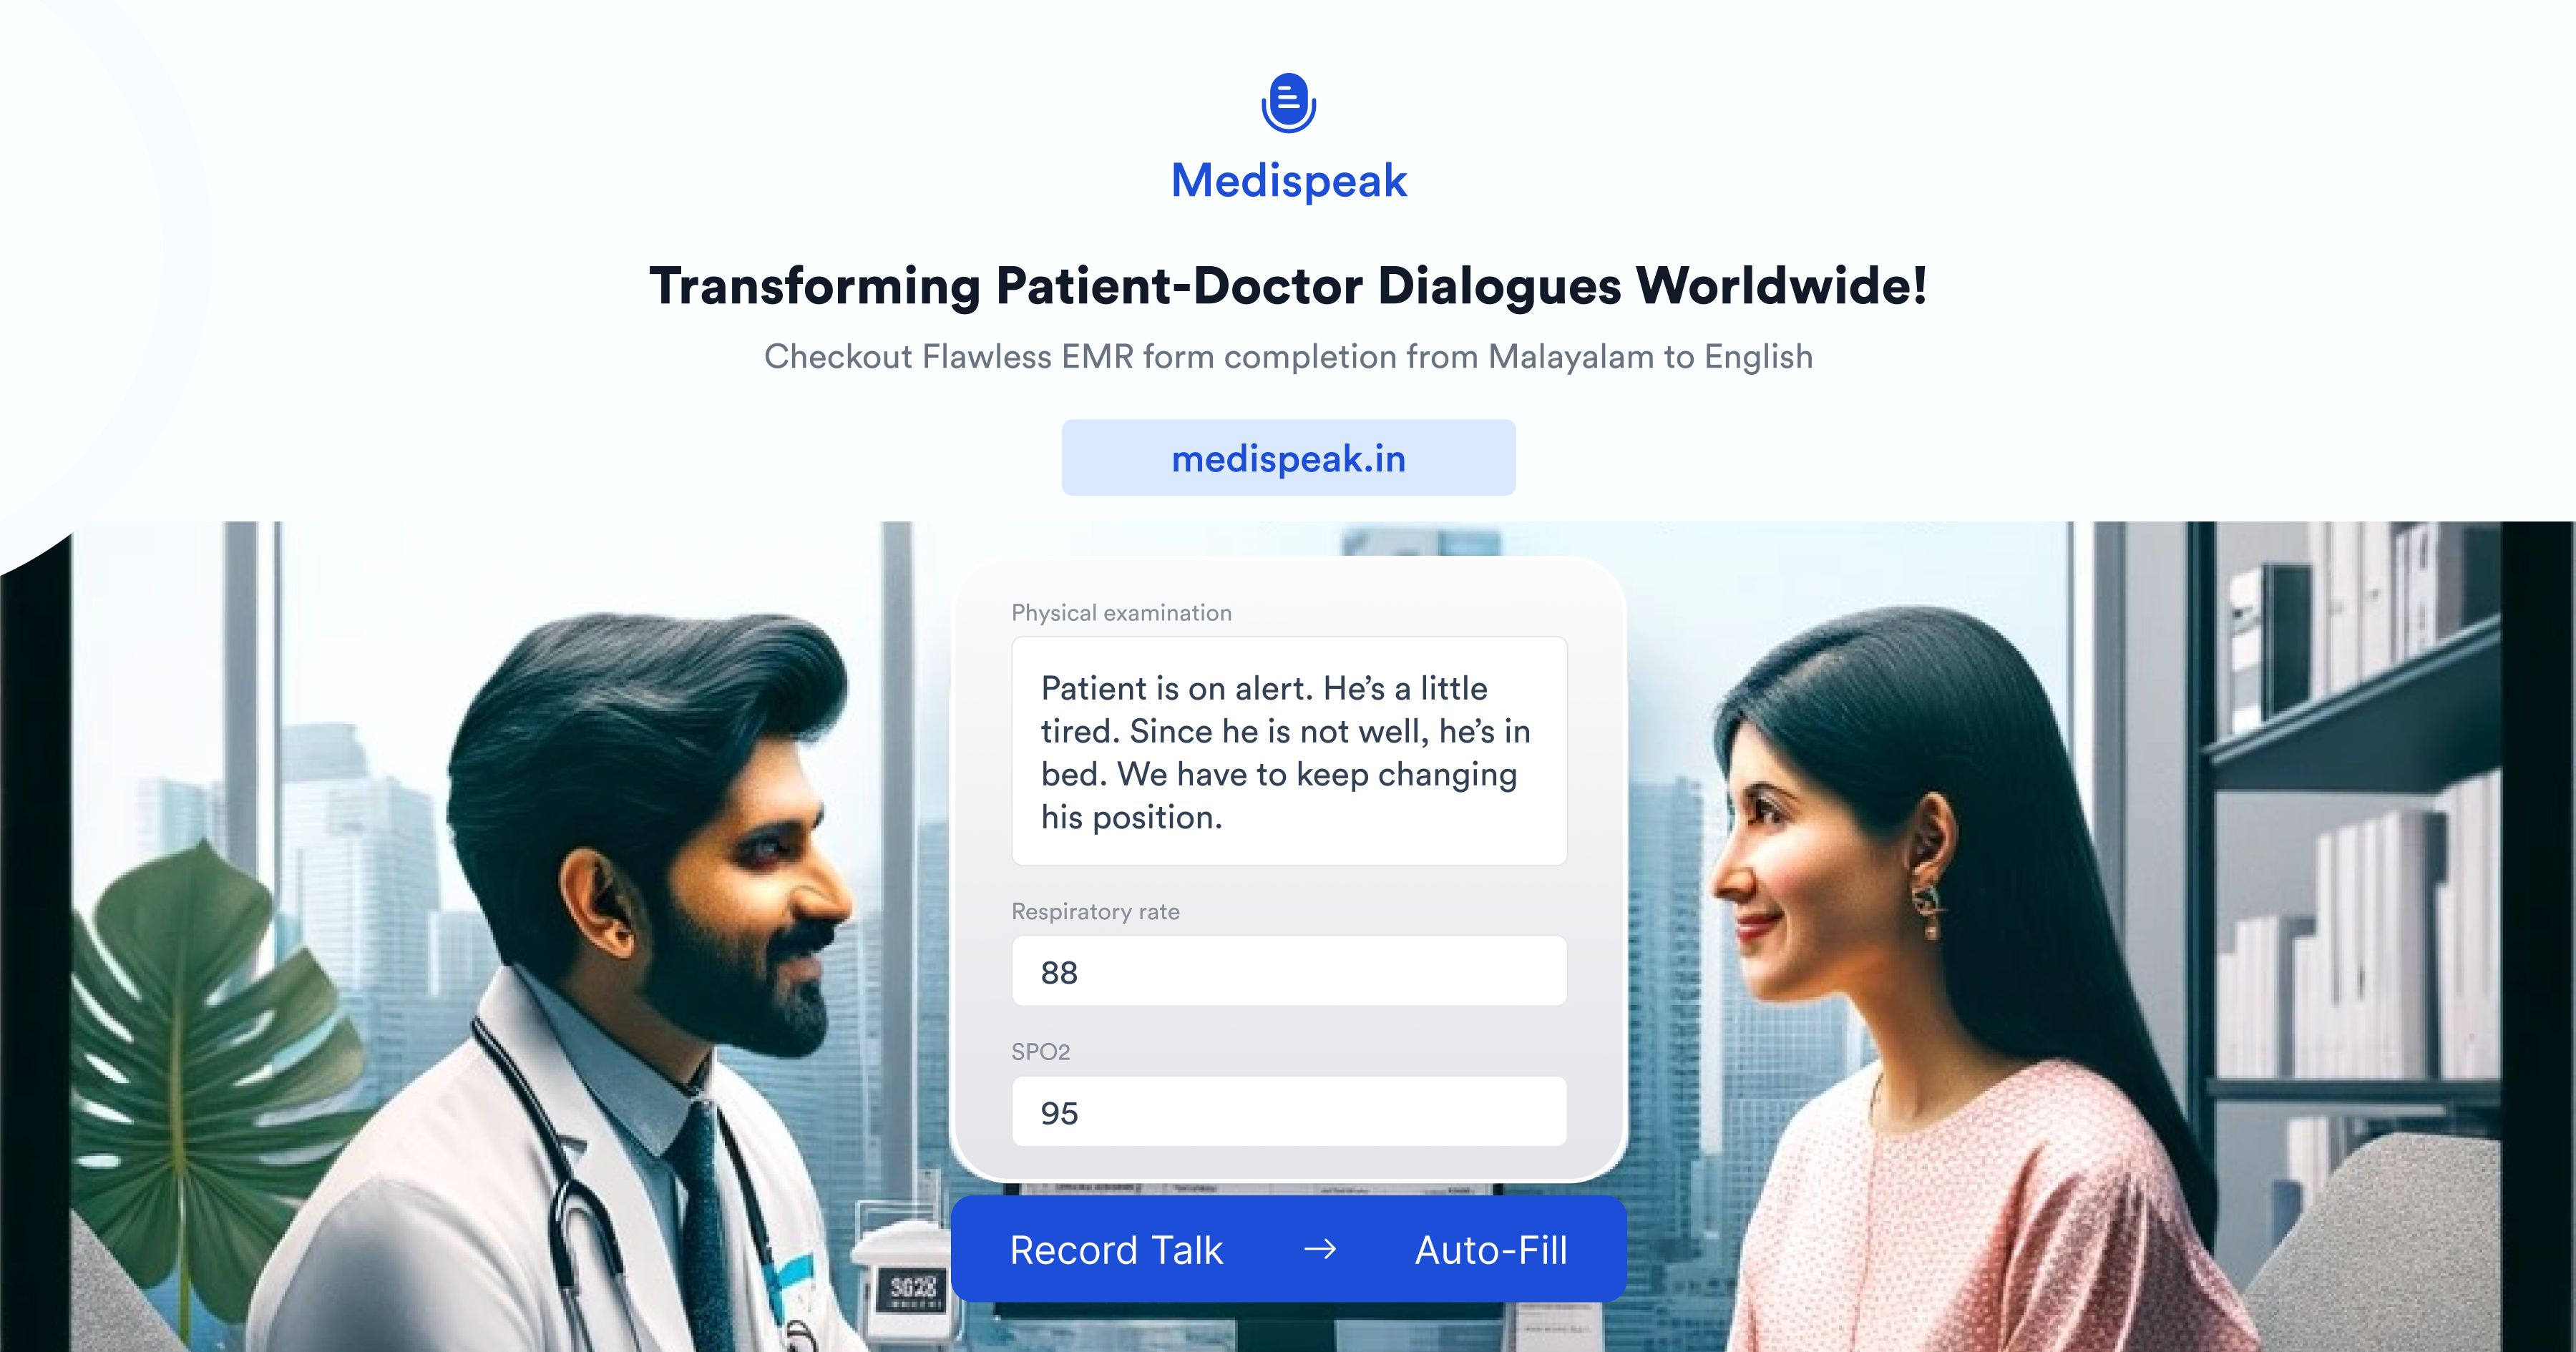 Medispeak
Transforming Patient-Doctor Dialogues Worldwide!
Checkout Flawless EMR form completion from Malayalam to English
medispeak.in
Physical examination
Patient is on alert. He’s a little
tired. Since he is not well, he’s in
bed. We have to keep changing
his position.
Respiratory rate
88
SPO2
95
Record Talk → Auto-Fill